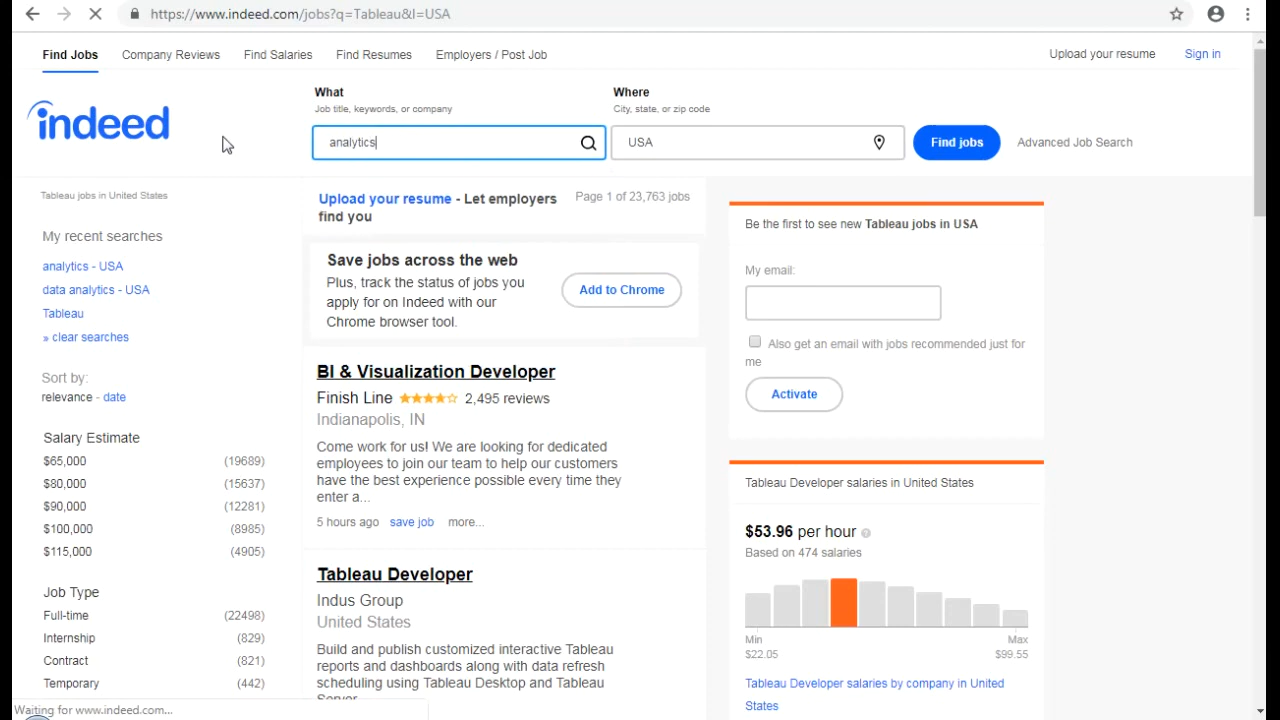 https://www.indeed.com/jobs?q=Tableau&l=USA
Find Jobs
Company Reviews
Find Salaries
Find Resumes
Employers / Post Job
Upload your resume
Sign in
indeed
What
Job title, keywords, or company
analytics
Where
City, state, or zip code
USA
Find jobs
Advanced Job Search
Tableau jobs in United States
My recent searches
analytics - USA
data analytics - USA
Tableau
» clear searches
Sort by:
relevance - date
Salary Estimate
$65,000 (19689)
$80,000 (15637)
$90,000 (12281)
$100,000 (8985)
$115,000 (4905)
Job Type
Full-time (22498)
Internship (829)
Contract (821)
Temporary (442)
Upload your resume - Let employers
find you
Page 1 of 23,763 jobs
Save jobs across the web
Plus, track the status of jobs you
apply for on Indeed with our
Chrome browser tool.
Add to Chrome
BI & Visualization Developer
Finish Line 2,495 reviews
Indianapolis, IN
Come work for us! We are looking for dedicated
employees to join our team to help our customers
have the best experience possible every time they
enter a...
5 hours ago save job more...
Tableau Developer
Indus Group
United States
Build and publish customized interactive Tableau
reports and dashboards along with data refresh
scheduling using Tableau Desktop and Tableau
Server
Be the first to see new Tableau jobs in USA
My email:
Also get an email with jobs recommended just for
me
Activate
Tableau Developer salaries in United States
$53.96 per hour
Based on 474 salaries
Min
$22.05
Max
$99.55
Tableau Developer salaries by company in United
States
Waiting for www.indeed.com...